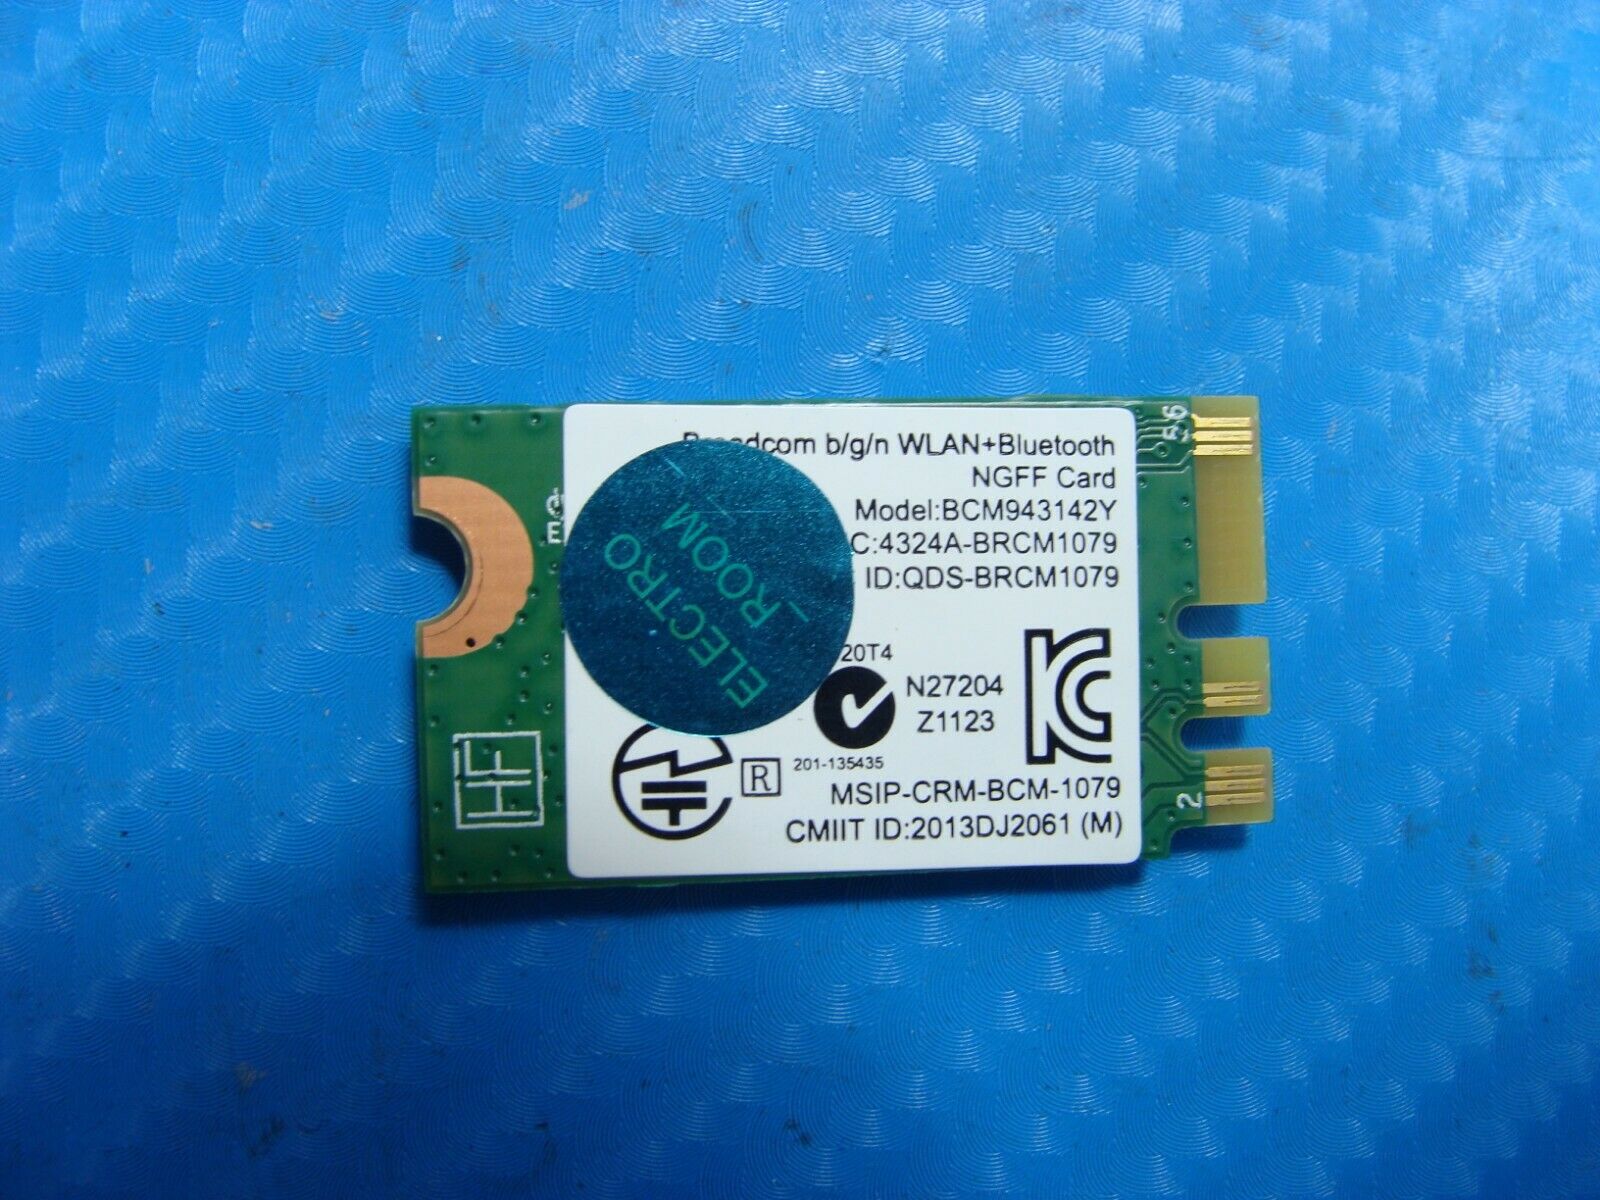 b/g/n WLAN+Bluetooth
NGFF Card
Model:BCM943142Y
C:4324A-BRCM1079
ID:QDS-BRCM1079
20T4
N27204
Z1123
R
201-135435
MSIP-CRM-BCM-1079
CMIIT ID:2013DJ2061 (M)
ELECTRO
_ROOM_
HF
56
2